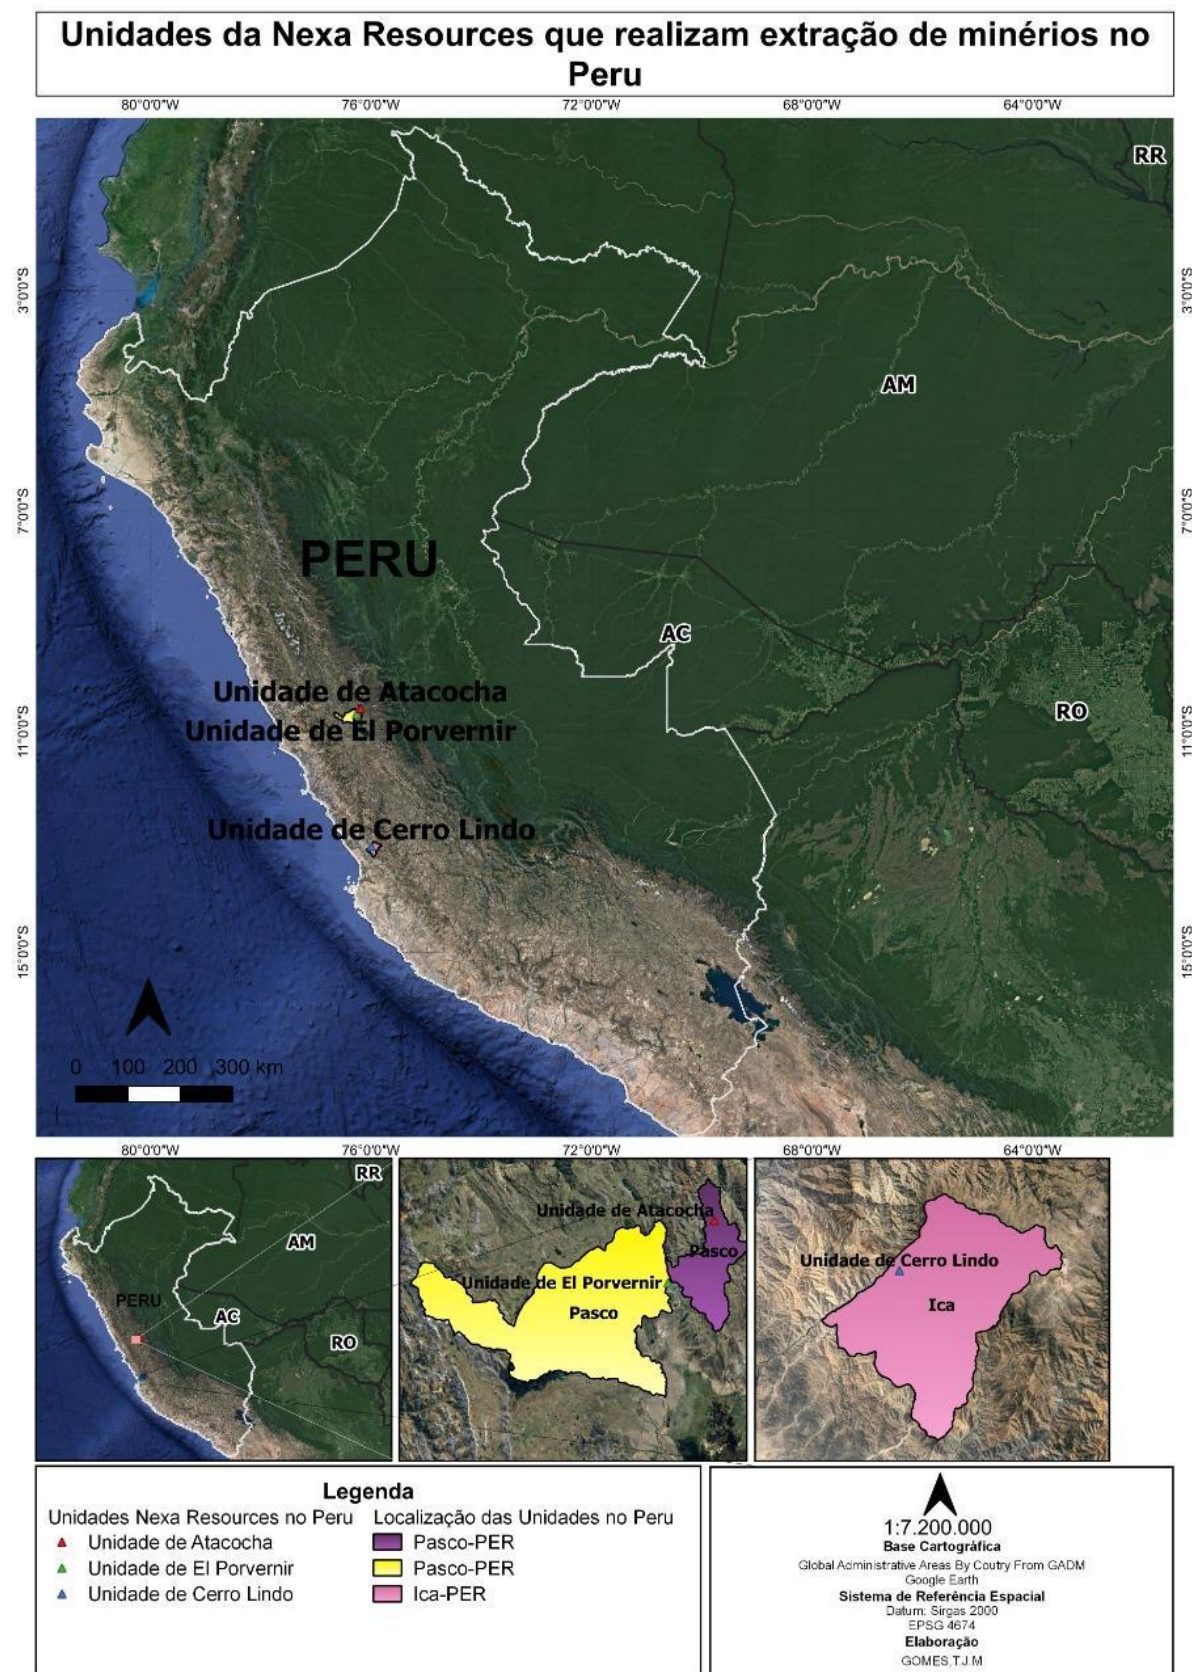 Unidades da Nexa Resources que realizam extração de minérios no
Peru
80°0'0"W 76°0'0"W 72°0'0"W 68°0'0"W 64°0'0"W
RR
3°0'0"S 3°0'0"S
AM
7°0'0"S 7°0'0"S
PERU
AC
Unidade de Atacocha
RO
11°0'0"S 11°0'0"S
Unidade de El Porvernir
Unidade de Cerro Lindo
15°0'0"S 15°0'0"S
0 100 200 300 km
80°0'0"W 76°0'0"W 72°0'0"W 68°0'0"W 64°0'0"W
RR
AM
PERU
AC
RO
Unidade de Atacocha
Pasco
Unidade de El Porvernir
Pasco
Unidade de Cerro Lindo
Ica
Legenda
Unidades Nexa Resources no Peru
Unidade de Atacocha
Unidade de El Porvernir
Unidade de Cerro Lindo
Localização das Unidades no Peru
Pasco-PER
Pasco-PER
Ica-PER
1:7.200.000
Base Cartográfica
Global Administrative Areas By Coutry From GADM
Google Earth
Sistema de Referência Espacial
Datum: Sirgas 2000
EPSG 4674
Elaboração
GOMES,T.J.M